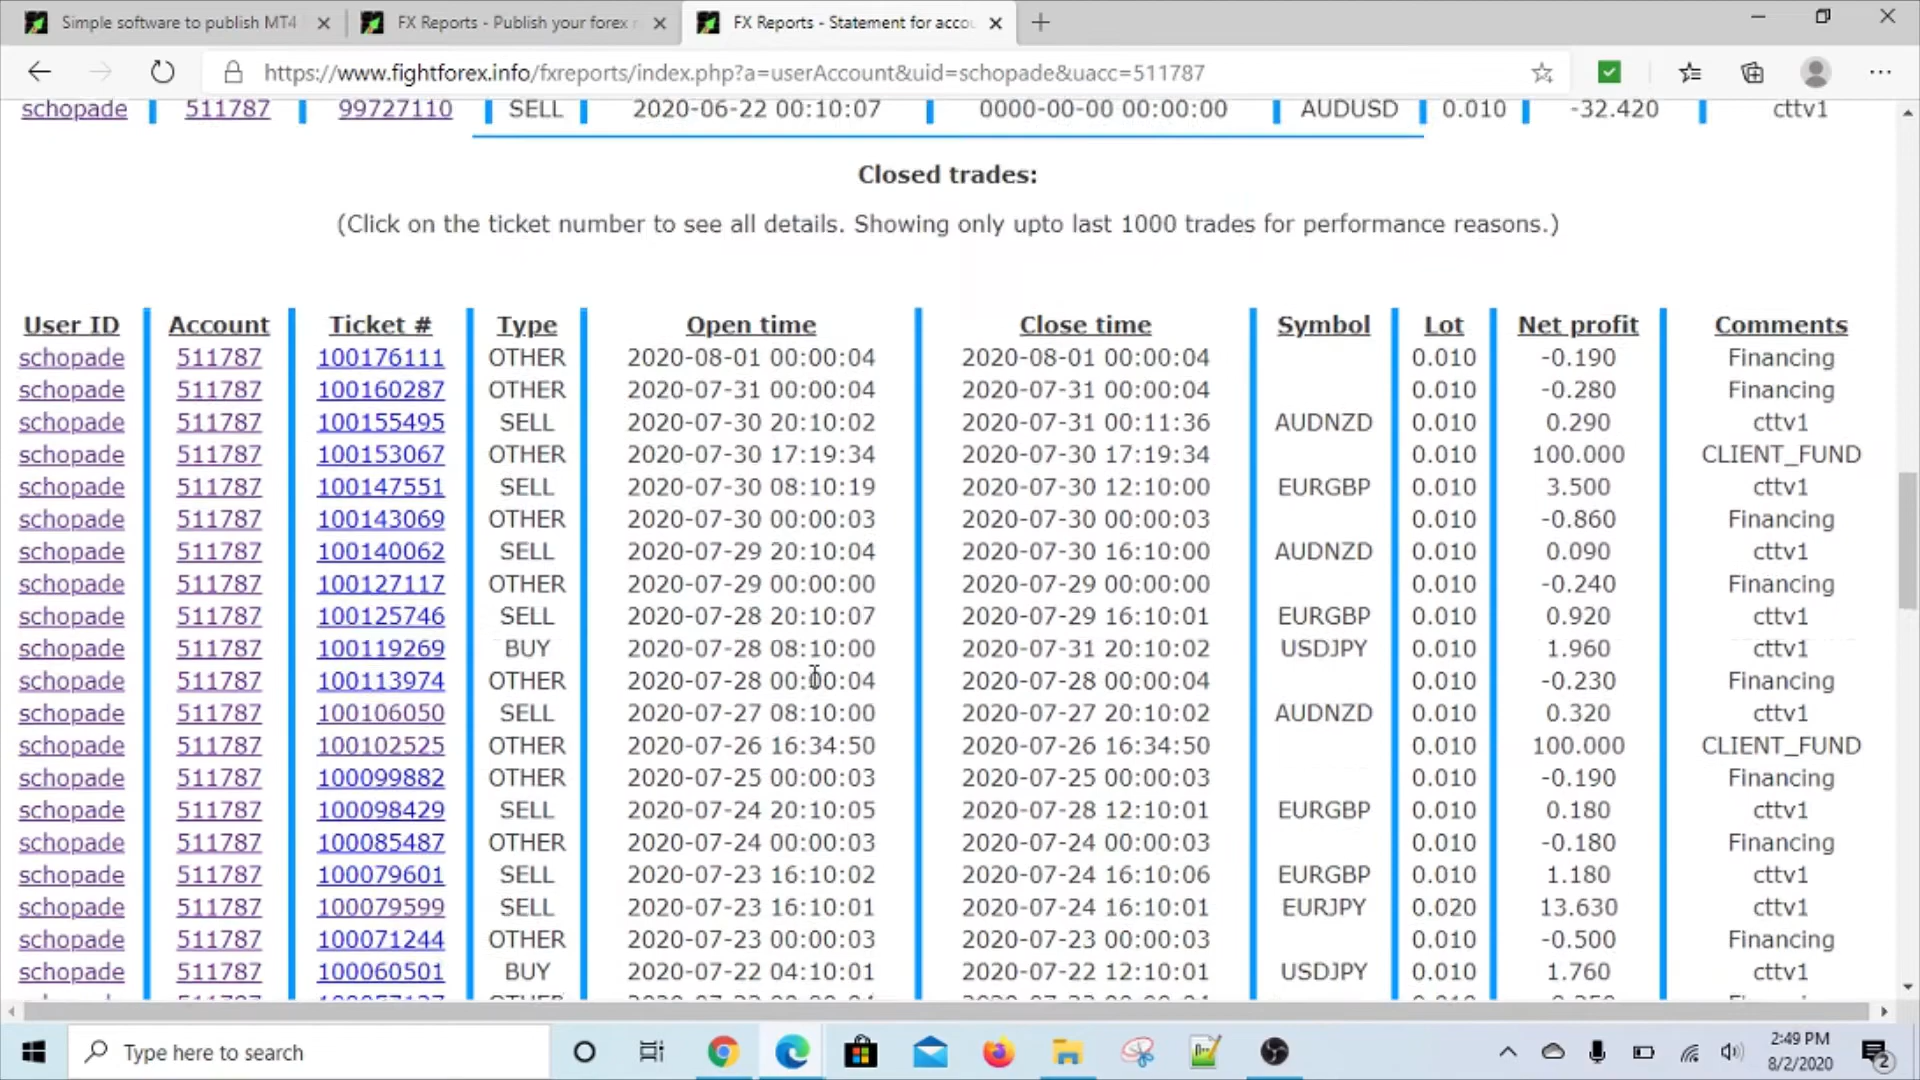 Simple software to publish MT4
FX Reports - Publish your forex
FX Reports - Statement for acco
https://www.fightforex.info/fxreports/index.php?a=userAccount&uid=schopade&uacc=511787
schopade 511787 99727110 SELL 2020-06-22 00:10:07 0000-00-00 00:00:00 AUDUSD 0.010 -32.420 cttv1
Closed trades:
(Click on the ticket number to see all details. Showing only upto last 1000 trades for performance reasons.)
User ID Account Ticket # Type Open time Close time Symbol Lot Net profit Comments
schopade 511787 100176111 OTHER 2020-08-01 00:00:04 2020-08-01 00:00:04 0.010 -0.190 Financing
schopade 511787 100160287 OTHER 2020-07-31 00:00:04 2020-07-31 00:00:04 0.010 -0.280 Financing
schopade 511787 100155495 SELL 2020-07-30 20:10:02 2020-07-31 00:11:36 AUDNZD 0.010 0.290 cttv1
schopade 511787 100153067 OTHER 2020-07-30 17:19:34 2020-07-30 17:19:34 0.010 100.000 CLIENT_FUND
schopade 511787 100147551 SELL 2020-07-30 08:10:19 2020-07-30 12:10:00 EURGBP 0.010 3.500 cttv1
schopade 511787 100143069 OTHER 2020-07-30 00:00:03 2020-07-30 00:00:03 0.010 -0.860 Financing
schopade 511787 100140062 SELL 2020-07-29 20:10:04 2020-07-30 16:10:00 AUDNZD 0.010 0.090 cttv1
schopade 511787 100127117 OTHER 2020-07-29 00:00:00 2020-07-29 00:00:00 0.010 -0.240 Financing
schopade 511787 100125746 SELL 2020-07-28 20:10:07 2020-07-29 16:10:01 EURGBP 0.010 0.920 cttv1
schopade 511787 100119269 BUY 2020-07-28 08:10:00 2020-07-31 20:10:02 USDJPY 0.010 1.960 cttv1
schopade 511787 100113974 OTHER 2020-07-28 00:00:04 2020-07-28 00:00:04 0.010 -0.230 Financing
schopade 511787 100106050 SELL 2020-07-27 08:10:00 2020-07-27 20:10:02 AUDNZD 0.010 0.320 cttv1
schopade 511787 100102525 OTHER 2020-07-26 16:34:50 2020-07-26 16:34:50 0.010 100.000 CLIENT_FUND
schopade 511787 100099882 OTHER 2020-07-25 00:00:03 2020-07-25 00:00:03 0.010 -0.190 Financing
schopade 511787 100098429 SELL 2020-07-24 20:10:05 2020-07-28 12:10:01 EURGBP 0.010 0.180 cttv1
schopade 511787 100085487 OTHER 2020-07-24 00:00:03 2020-07-24 00:00:03 0.010 -0.180 Financing
schopade 511787 100079601 SELL 2020-07-23 16:10:02 2020-07-24 16:10:06 EURGBP 0.010 1.180 cttv1
schopade 511787 100079599 SELL 2020-07-23 16:10:01 2020-07-24 16:10:01 EURJPY 0.020 13.630 cttv1
schopade 511787 100071244 OTHER 2020-07-23 00:00:03 2020-07-23 00:00:03 0.010 -0.500 Financing
schopade 511787 100060501 BUY 2020-07-22 04:10:01 2020-07-22 12:10:01 USDJPY 0.010 1.760 cttv1
Type here to search
2:49 PM
8/2/2020
2